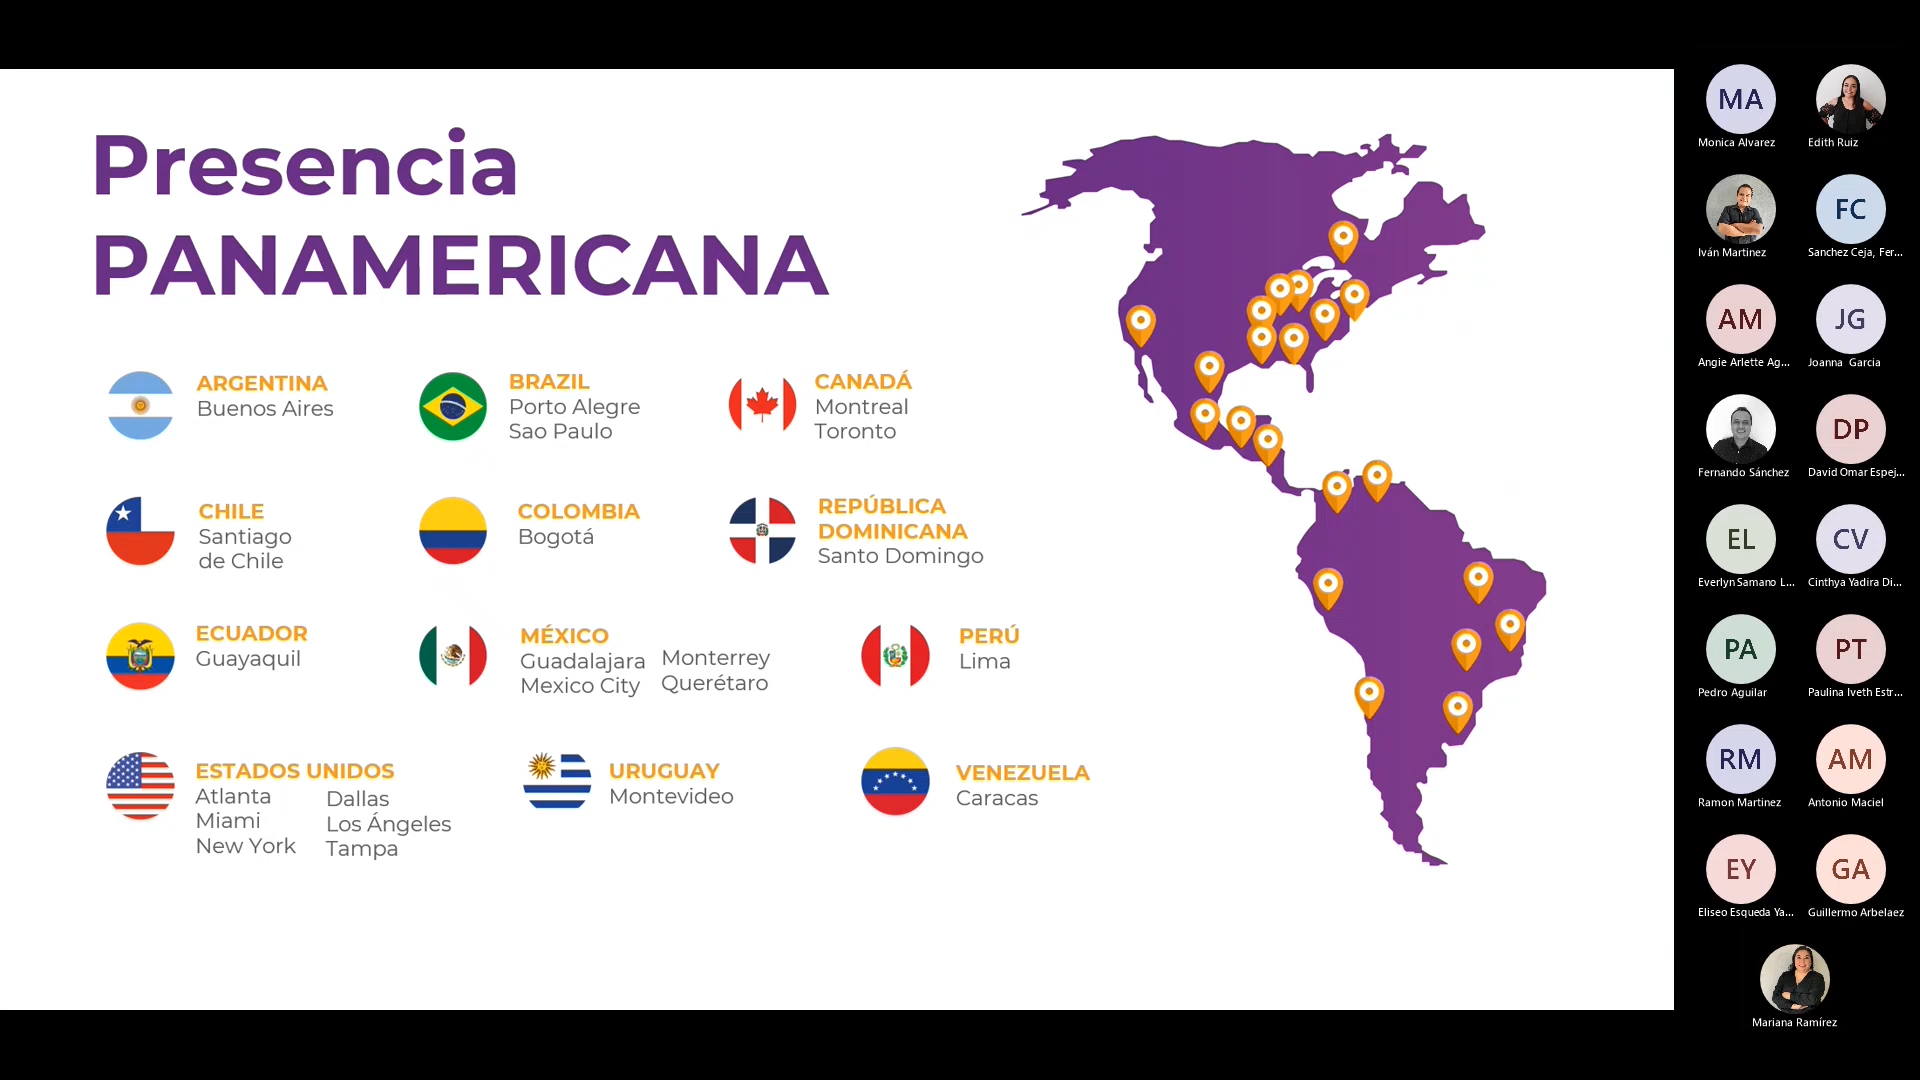 Presencia
PANAMERICANA
ARGENTINA
Buenos Aires
BRAZIL
Porto Alegre
Sao Paulo
CANADÁ
Montreal
Toronto
CHILE
Santiago
de Chile
COLOMBIA
Bogotá
REPÚBLICA
DOMINICANA
Santo Domingo
ECUADOR
Guayaquil
MÉXICO
Guadalajara
Mexico City
Monterrey
Querétaro
PERÚ
Lima
ESTADOS UNIDOS
Atlanta
Miami
New York
Dallas
Los Ángeles
Tampa
URUGUAY
Montevideo
VENEZUELA
Caracas
MA
Monica Alvarez
Edith Ruiz
Iván Martinez
FC
Sanchez Ceja, Fer...
AM
Angie Arlette Ag...
JG
Joanna Garcia
Fernando Sánchez
DP
David Omar Espej...
EL
Everlyn Samano L...
CV
Cinthya Yadira Di...
PA
Pedro Aguilar
PT
Paulina Iveth Estr...
RM
Ramon Martinez
AM
Antonio Maciel
EY
Eliseo Esqueda Ya...
GA
Guillermo Arbelaez
Mariana Ramírez